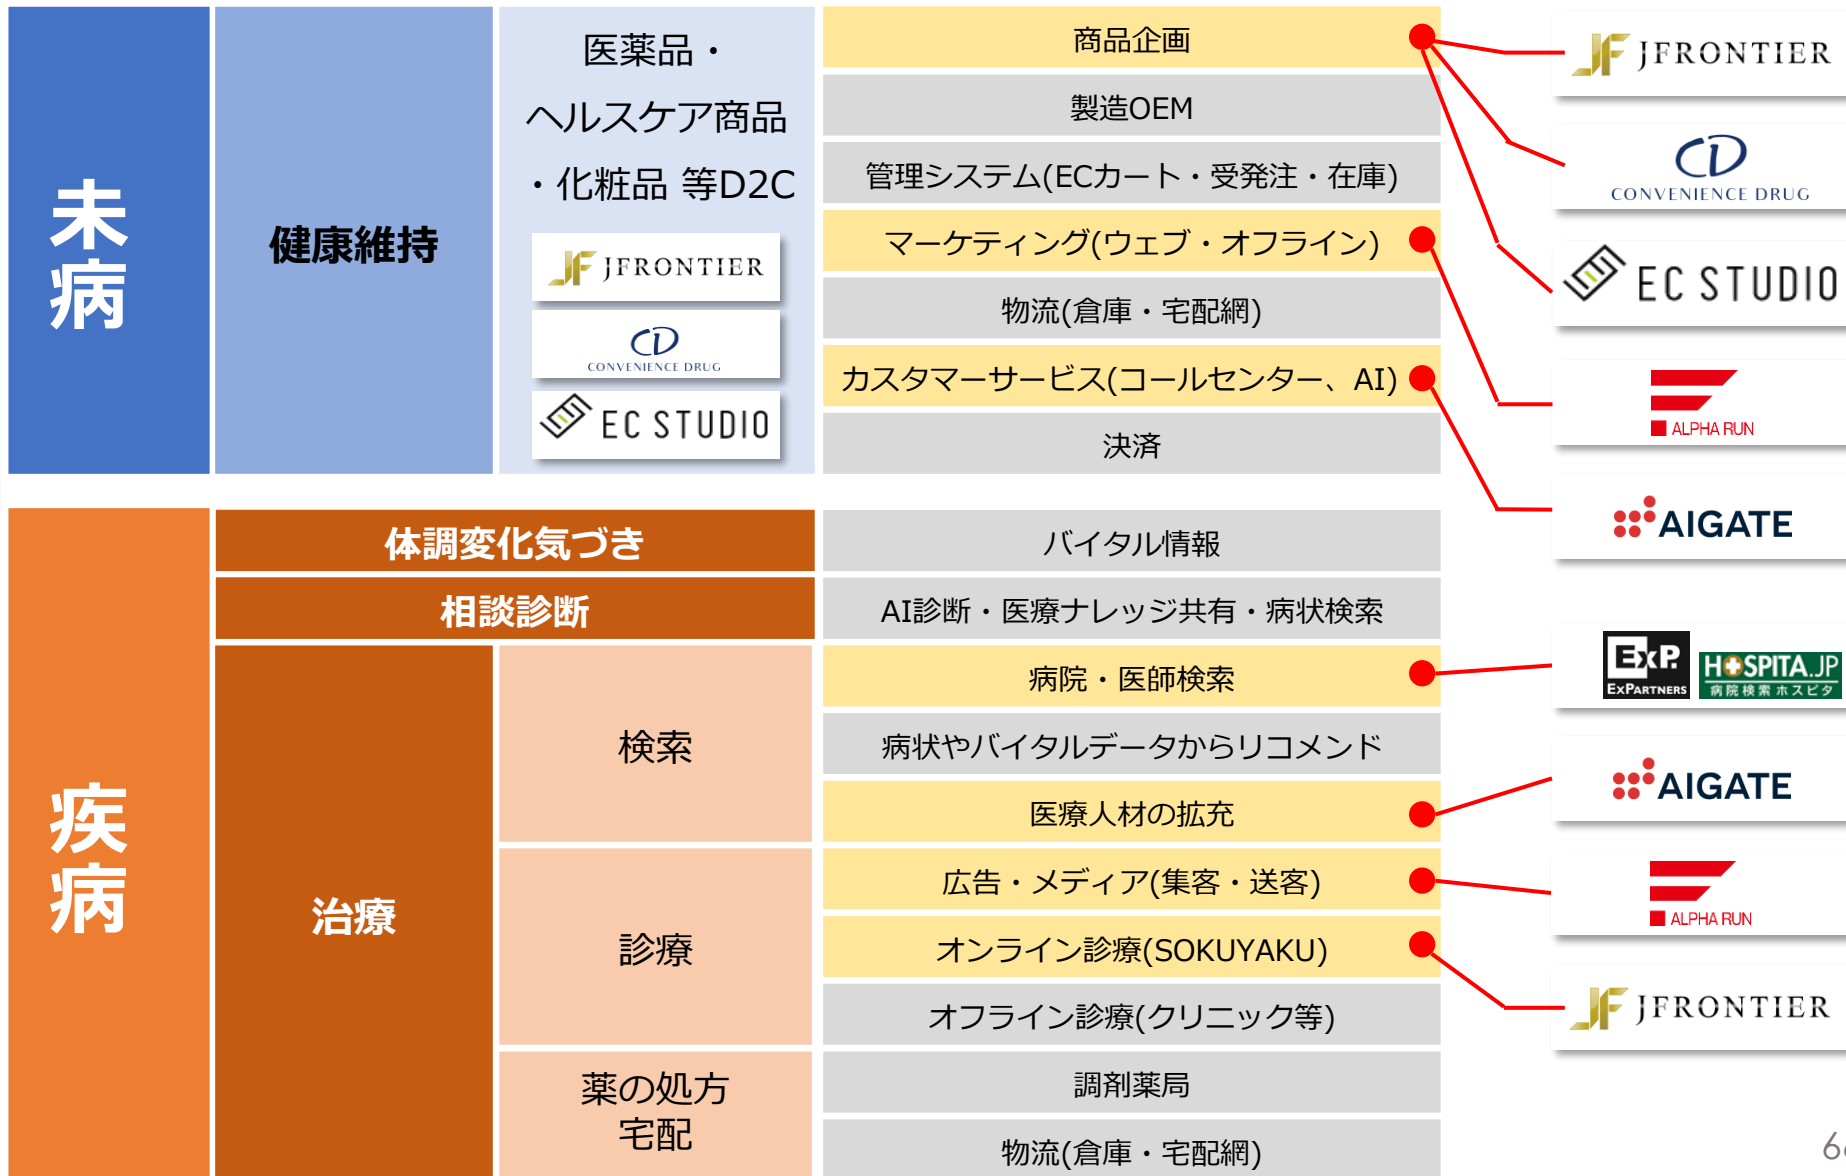 未病
健康維持
医薬品・
ヘルスケア商品
・化粧品 等D2C
JFRONTIER
CONVENIENCE DRUG
EC STUDIO
商品企画
製造OEM
管理システム(ECカート・受発注・在庫)
マーケティング(ウェブ・オフライン)
物流(倉庫・宅配網)
カスタマーサービス(コールセンター、AI)
決済
JFRONTIER
CONVENIENCE DRUG
EC STUDIO
ALPHA RUN
AIGATE
疾病
体調変化気づき
バイタル情報
相談診断
AI診断・医療ナレッジ共有・病状検索
治療
検索
病院・医師検索
病状やバイタルデータからリコメンド
医療人材の拡充
診療
広告・メディア(集客・送客)
オンライン診療(SOKUYAKU)
オフライン診療(クリニック等)
薬の処方
宅配
調剤薬局
物流(倉庫・宅配網)
ExP.
EXPARTNERS
HOSPITA.JP
病院検索ホスピタ
AIGATE
ALPHA RUN
JFRONTIER